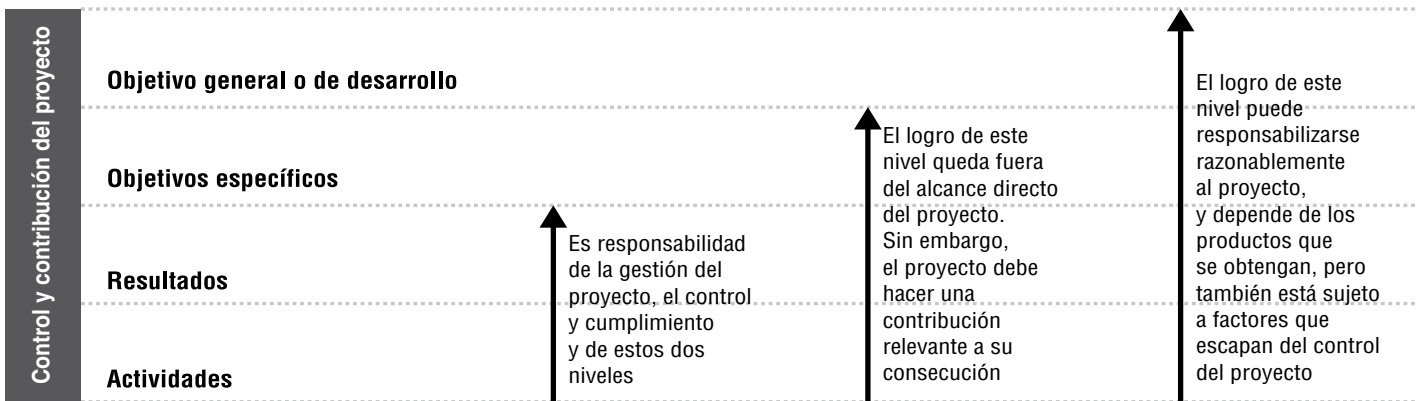 Control y contribución del proyecto
Objetivo general o de desarrollo
Objetivos específicos
Resultados
Actividades
Es responsabilidad
de la gestión del
proyecto, el control
y cumplimiento
y de estos dos
niveles
El logro de este
nivel queda fuera
del alcance directo
del proyecto.
Sin embargo,
el proyecto debe
hacer una
contribución
relevante a su
consecución
El logro de este
nivel puede
responsabilizarse
razonablemente
al proyecto,
y depende de los
productos que
se obtengan, pero
también está sujeto
a factores que
escapan del control
del proyecto